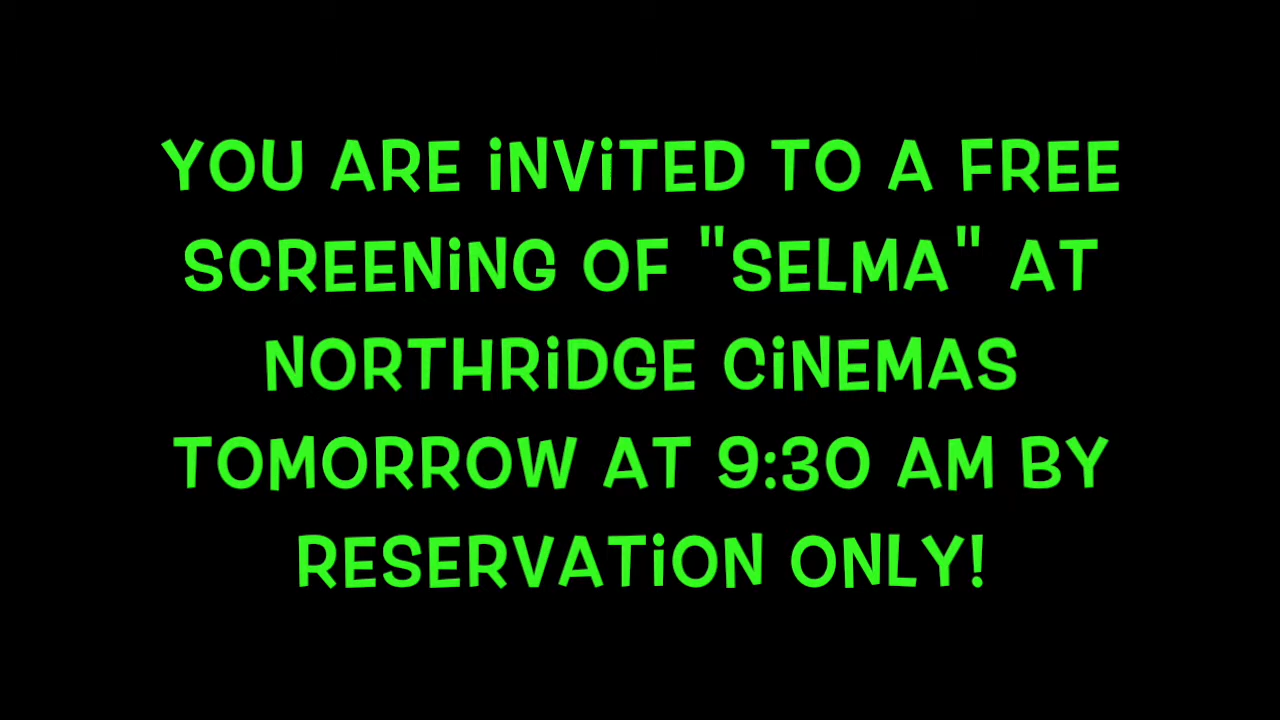 YOU ARE iNViTED TO A FREE
SCREENiNG OF "SELMA" AT
NORTHRiDGE CiNEMAS
TOMORROW AT 9:30 AM BY
RESERVATiON ONLY!